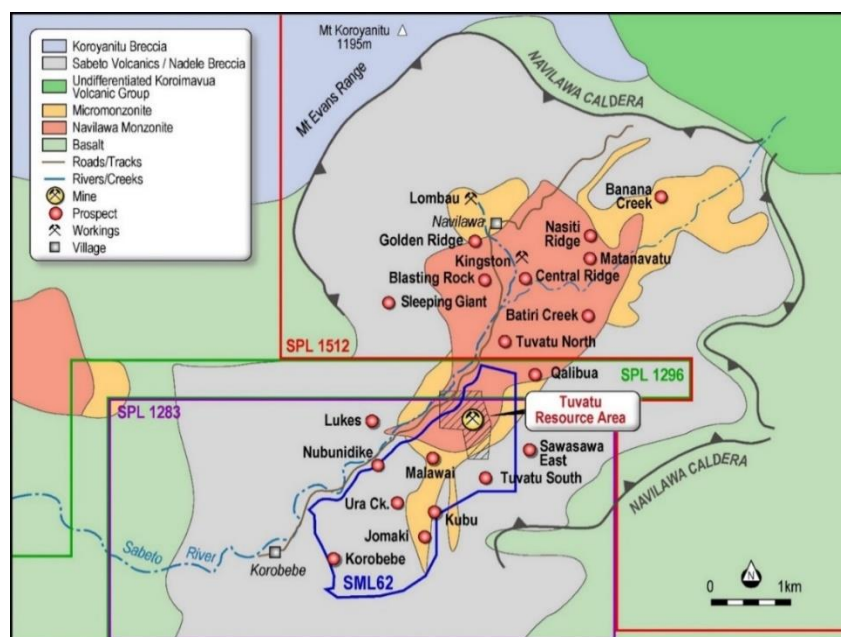 Koroyanitu Breccia
Sabeto Volcanics / Nadele Breccia
Undifferentiated Koroimavua
Volcanic Group
Micromonzonite
Navilawa Monzonite
Basalt
Roads/Tracks
Rivers/Creeks
Mine
Prospect
Workings
Village
Mt Koroyanitu
1195m
Mt Evans Range
NAVILAWA CALDERA
Lombau
Navilawa
Banana
Creek
Golden Ridge
Nasiti
Ridge
Kingston
Matanavatu
Blasting Rock
Central Ridge
Sleeping Giant
Batiri Creek
Tuvatu North
SPL 1512
Qalibua
SPL 1296
SPL 1283
Tuvatu
Resource Area
Lukes
Nubunidike
Malawai
Sawasawa
East
Tuvatu South
NAVILAWA CALDERA
Ura Ck.
Kubu
Jomaki
Sabeto River
Korobebe
Korobebe
SML62
N
0 1km